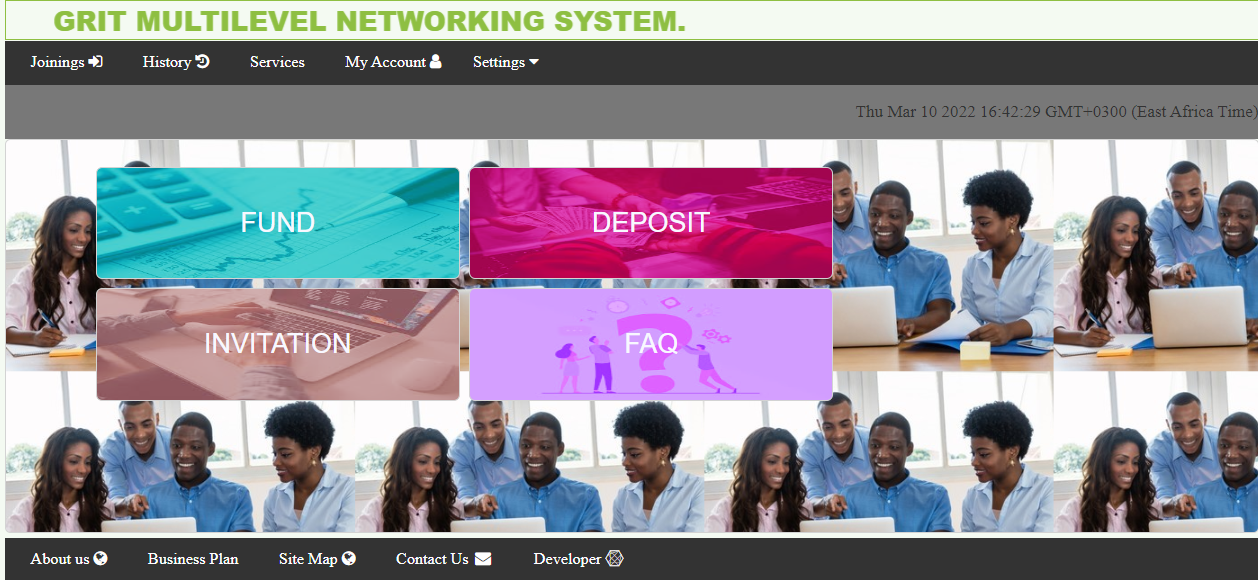 GRIT MULTILEVEL NETWORKING SYSTEM.
Joinings History Services My Account Settings
Thu Mar 10 2022 16:42:29 GMT+0300 (East Africa Time)
FUND DEPOSIT
INVITATION FAQ
About us Business Plan Site Map Contact Us Developer